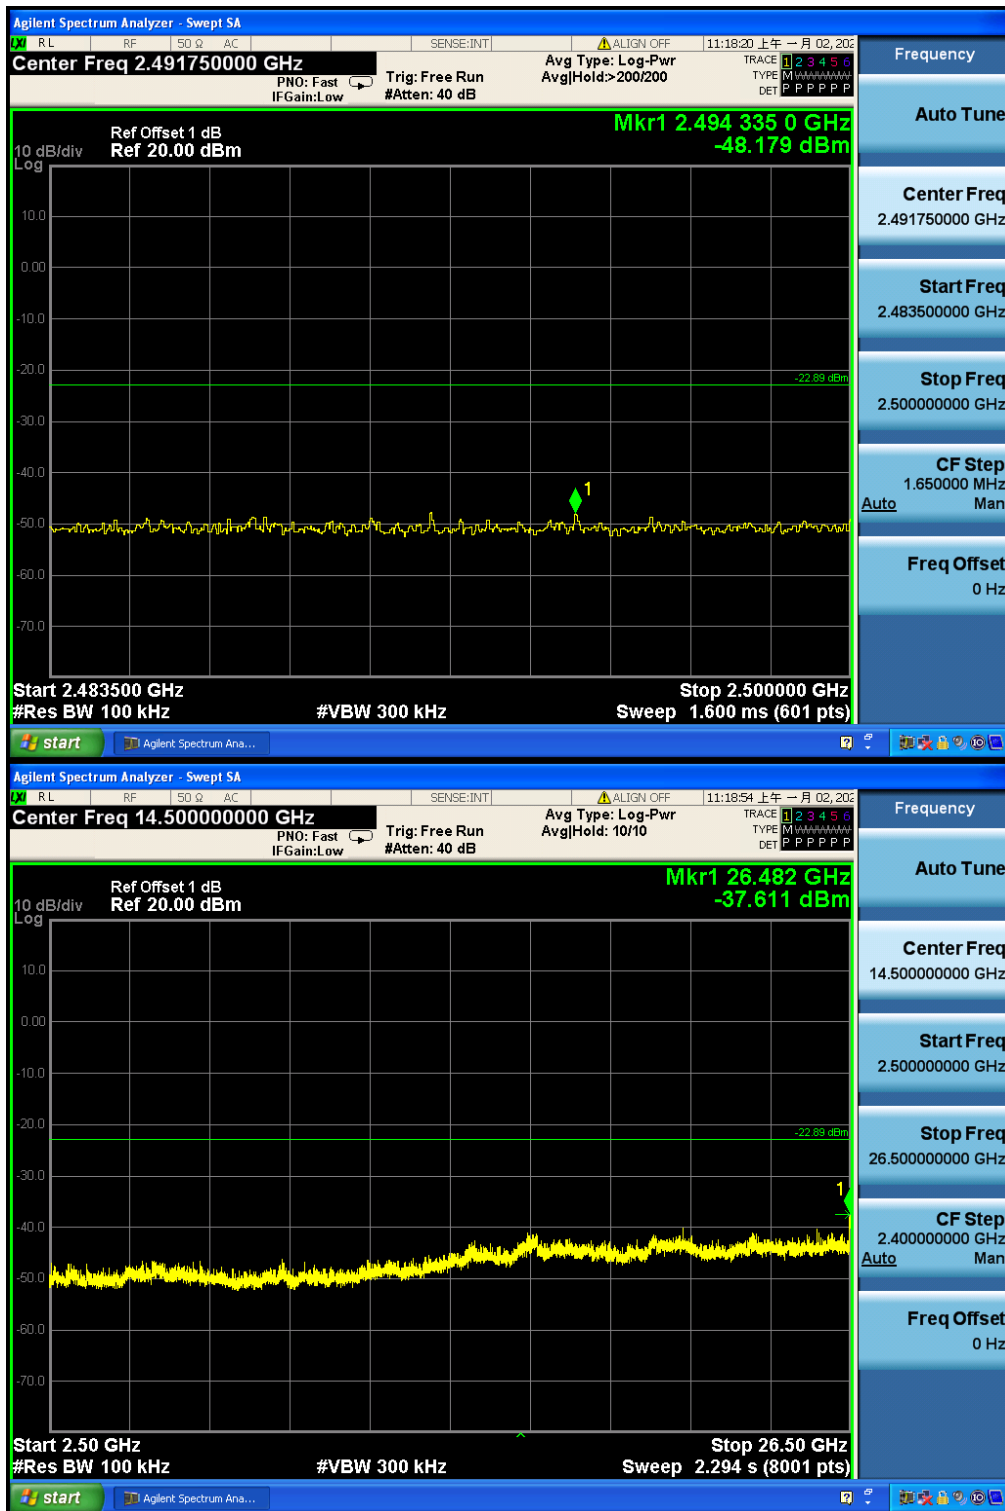 Agilent Spectrum Analyzer - Swept SA
LXI RL RF 50 Ω AC SENSE:INT ALIGN OFF 11:18:20 上午 一月 02, 202
Center Freq 2.491750000 GHz
PNO: Fast
IFGain:Low
Trig: Free Run
#Atten: 40 dB
Avg Type: Log-Pwr
Avg|Hold:>200/200
TRACE 1 2 3 4 5 6
TYPE M WWWWW
DET P P P P P P
Mkr1 2.494 335 0 GHz
-48.179 dBm
Ref Offset 1 dB
Ref 20.00 dBm
10 dB/div
Log
10.0
0.00
-10.0
-20.0
-22.89 dBm
-30.0
-40.0
1
-50.0
-60.0
-70.0
Start 2.483500 GHz
Stop 2.500000 GHz
#Res BW 100 kHz
#VBW 300 kHz
Sweep 1.600 ms (601 pts)
Frequency
Auto Tune
Center Freq
2.491750000 GHz
Start Freq
2.483500000 GHz
Stop Freq
2.500000000 GHz
CF Step
1.650000 MHz
Auto Man
Freq Offset
0 Hz
start
Agilent Spectrum Ana...
Agilent Spectrum Analyzer - Swept SA
LXI RL RF 50 Ω AC SENSE:INT ALIGN OFF 11:18:54 上午 一月 02, 202
Center Freq 14.500000000 GHz
PNO: Fast
IFGain:Low
Trig: Free Run
#Atten: 40 dB
Avg Type: Log-Pwr
Avg|Hold: 10/10
TRACE 1 2 3 4 5 6
TYPE M WWWWW
DET P P P P P P
Mkr1 26.482 GHz
-37.611 dBm
Ref Offset 1 dB
Ref 20.00 dBm
10 dB/div
Log
10.0
0.00
-10.0
-20.0
-22.89 dBm
-30.0
1
-40.0
-50.0
-60.0
-70.0
Start 2.50 GHz
Stop 26.50 GHz
#Res BW 100 kHz
#VBW 300 kHz
Sweep 2.294 s (8001 pts)
Frequency
Auto Tune
Center Freq
14.500000000 GHz
Start Freq
2.500000000 GHz
Stop Freq
26.500000000 GHz
CF Step
2.400000000 GHz
Auto Man
Freq Offset
0 Hz
start
Agilent Spectrum Ana...